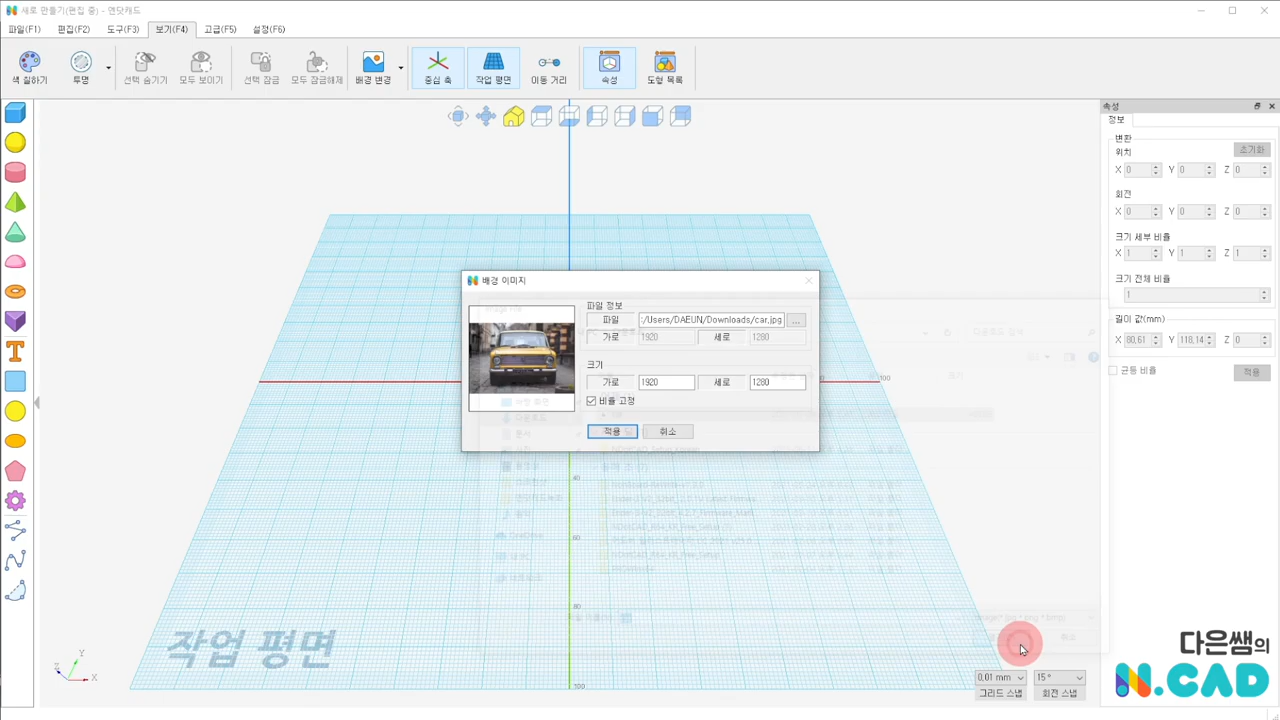 새로 만들기(편집 중) - 엔닷캐드
파일(F1) 편집(F2) 도구(F3) 보기(F4) 고급(F5) 설정(F6)
색 칠하기 투명 선택 숨기기 모두 보이기 선택 잠금 모두 잠금해제 배경 변경 중심 축 작업 평면 이동 거리 속성 도형 목록
속성
정보
변환
위치 초기화
X 0 Y 0 Z 0
회전
X 0 Y 0 Z 0
크기 세부 비율
X 1 Y 1 Z 1
크기 전체 비율
1
길이 값(mm)
X 80,61 Y 118,14 Z 0
균등 비율 적용
배경 이미지
파일 정보
파일 :/Users/DAEUN/Downloads/car.jpg ...
가로 1920 세로 1280
크기
가로 1920 세로 1280
비율 고정
적용 취소
100
40
60
80
100
작업 평면
Z Y X
0,01 mm 15 °
그리드 스냅 회전 스냅
다은쌤의
N.CAD